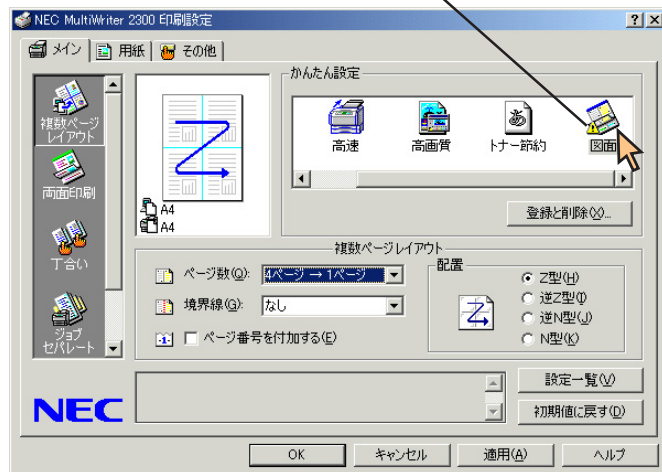 NEC MultiWriter 2300 印刷設定
メイン 用紙 その他
複数ページ
レイアウト
両面印刷
丁合い
ジョブ
セパレート
A4
A4
かんたん設定
高速 高画質 トナー節約 図面
登録と削除(X)...
複数ページレイアウト
ページ数(Q): 4ページ → 1ページ
境界線(G): なし
ページ番号を付加する(E)
配置
Z型(H)
逆Z型(I)
逆N型(J)
N型(K)
NEC
設定一覧(V)
初期値に戻す(D)
OK キャンセル 適用(A) ヘルプ